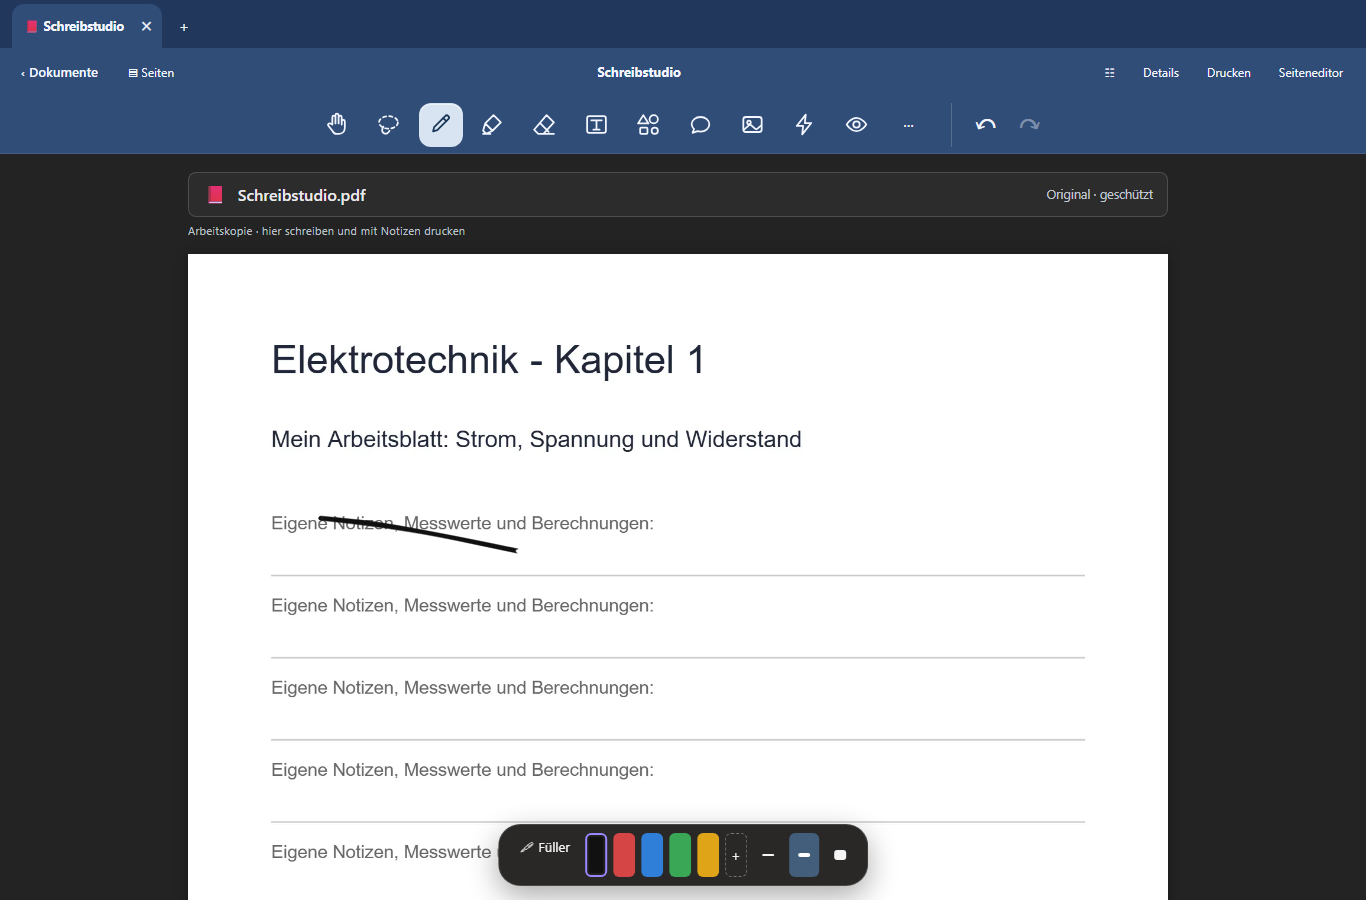 Schreibstudio ✕ +
‹ Dokumente Seiten Schreibstudio Details Drucken Seiteneditor
T ...
Schreibstudio.pdf Original · geschützt
Arbeitskopie · hier schreiben und mit Notizen drucken
Elektrotechnik - Kapitel 1
Mein Arbeitsblatt: Strom, Spannung und Widerstand
Eigene Notizen, Messwerte und Berechnungen:
Eigene Notizen, Messwerte und Berechnungen:
Eigene Notizen, Messwerte und Berechnungen:
Eigene Notizen, Messwerte und Berechnungen:
Eigene Notizen, Messwerte
Füller +